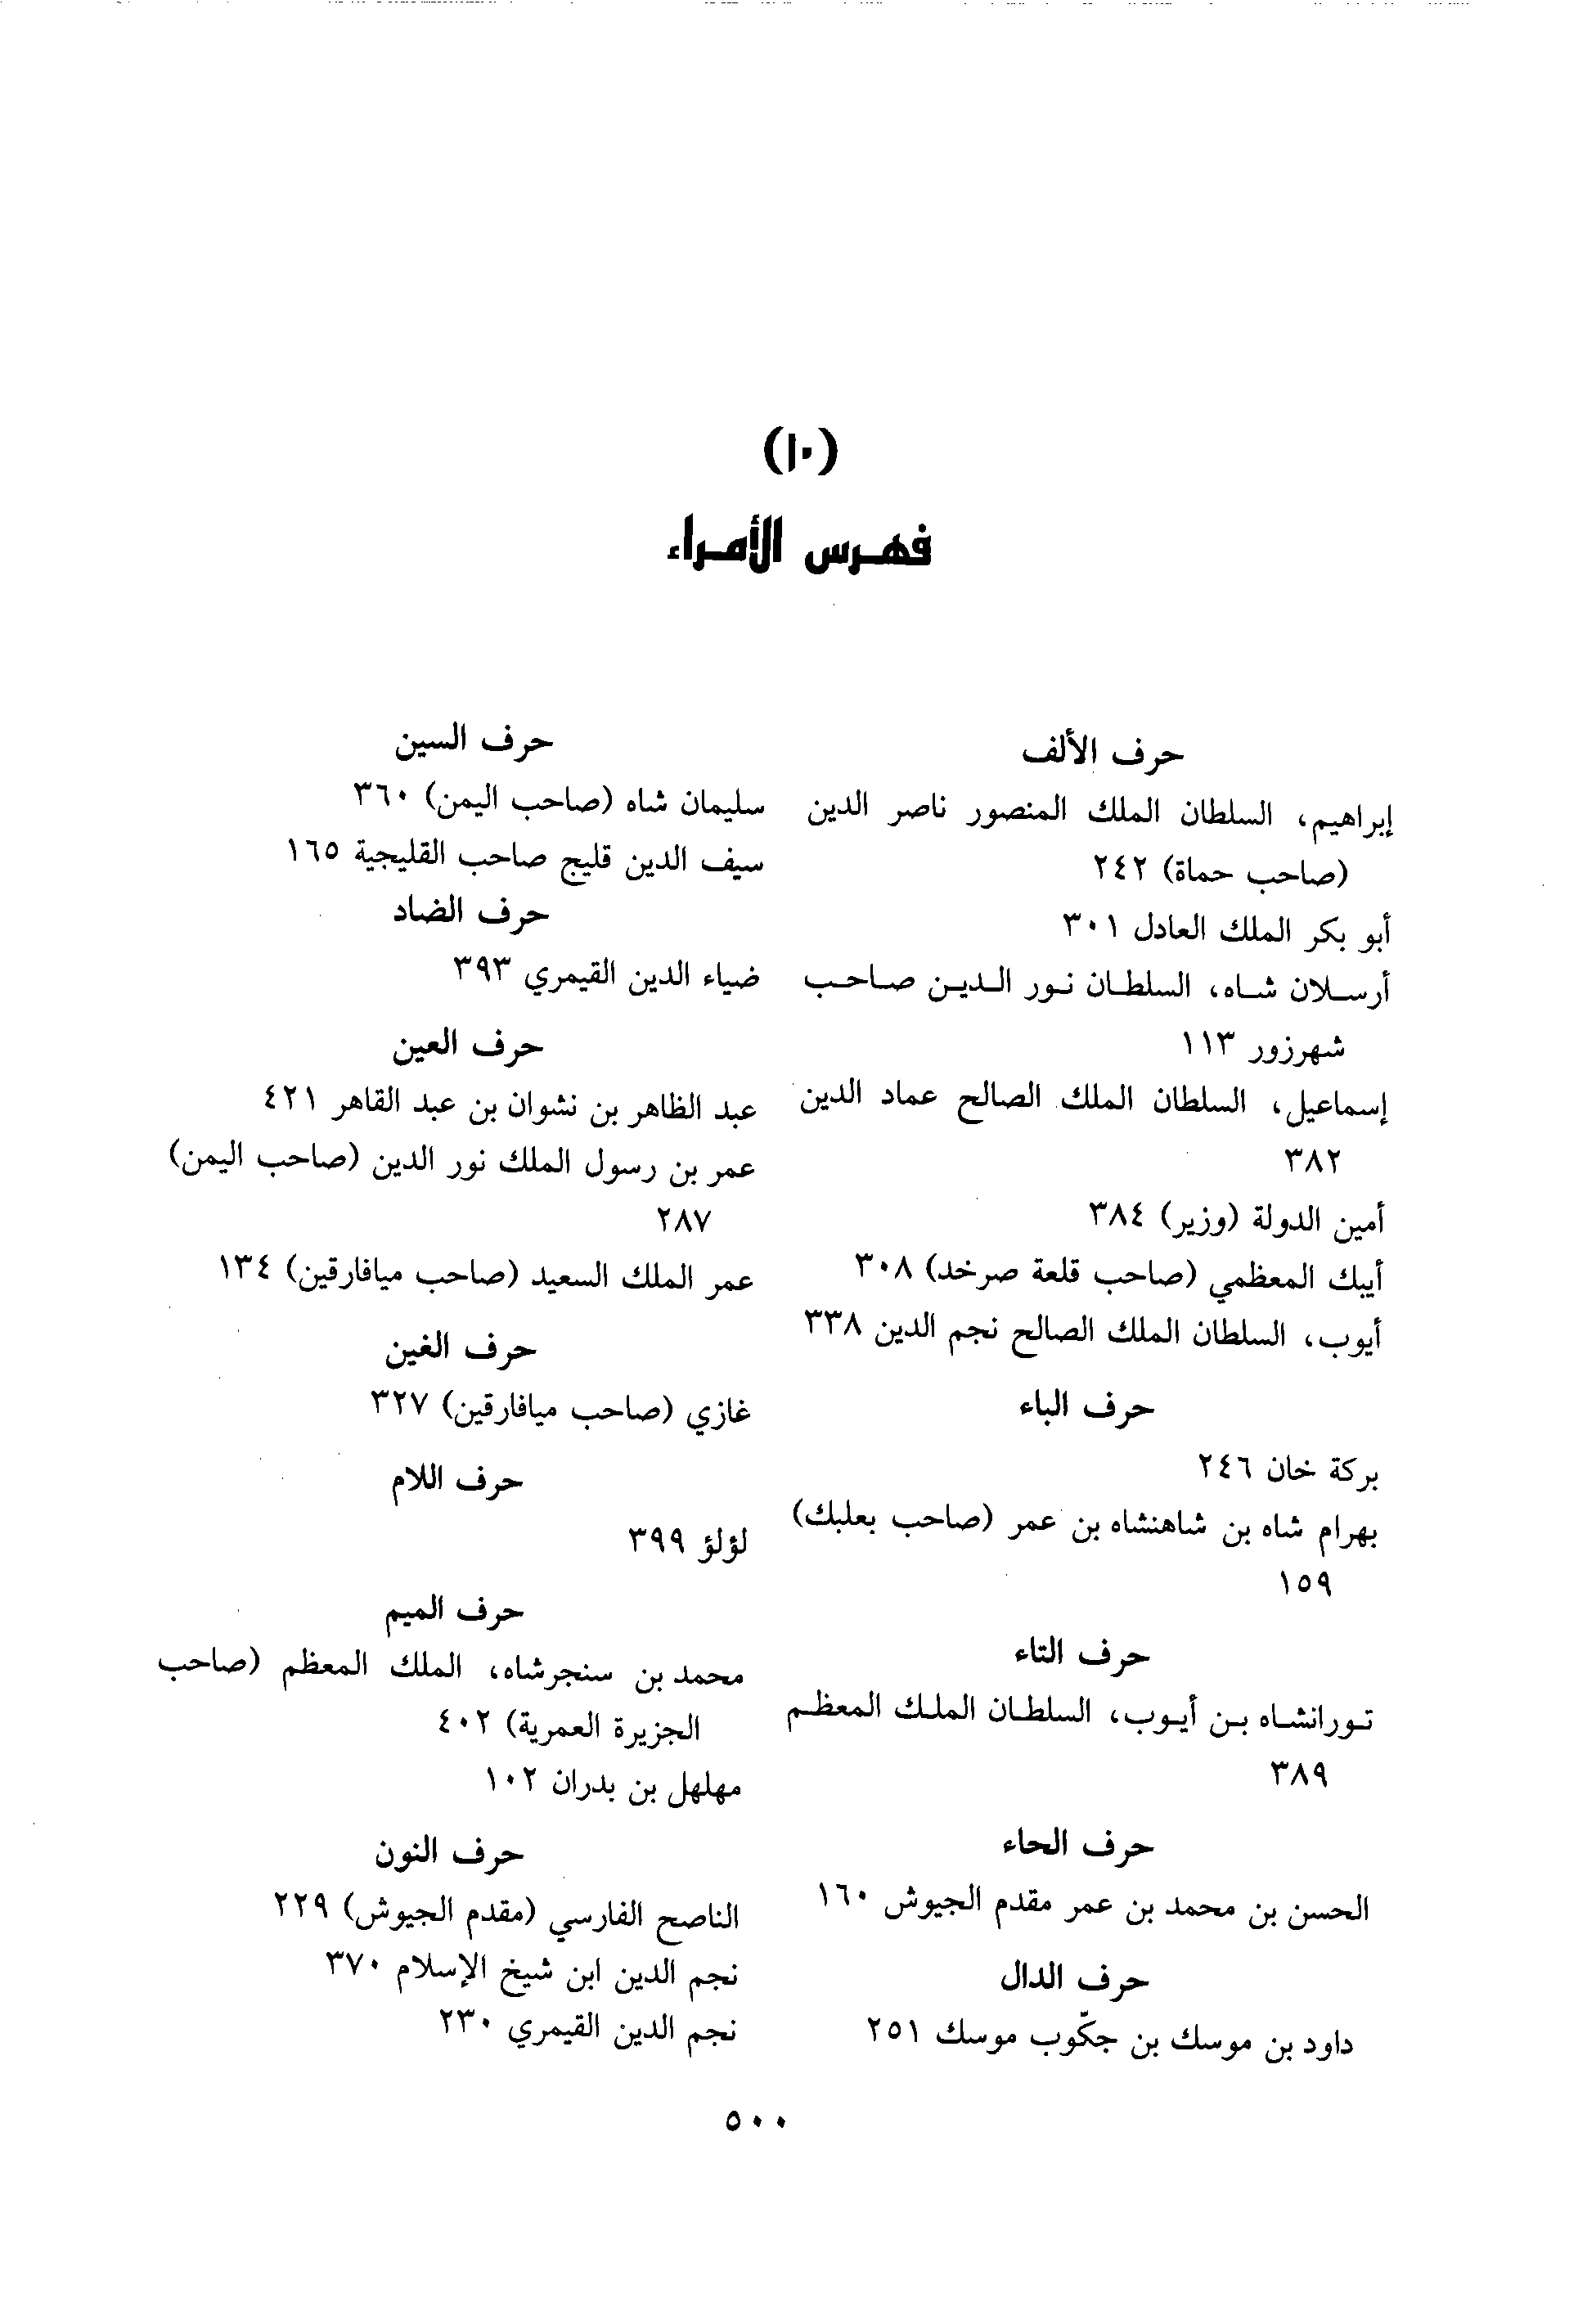 (١٠)
فهرس الأمراء
حرف الألف
إبراهيم، السلطان الملك المنصور ناصر الدين
(صاحب حماة) ٢٤٢
أبو بكر الملك العادل ٣٠١
أرسلان شاه، السلطان نور الدين صاحب
شهرزور ١١٣
إسماعيل، السلطان الملك الصالح عماد الدين
٣٨٢
أمين الدولة (وزير) ٣٨٤
أيبك المعظمي (صاحب قلعة صرخد) ٣٠٨
أيوب، السلطان الملك الصالح نجم الدين ٣٣٨
حرف الباء
بركة خان ٢٤٦
بهرام شاه بن شاهنشاه بن عمر (صاحب بعلبك)
١٥٩
حرف التاء
تورانشاه بن أيوب، السلطان الملك المعظم
٣٨٩
حرف الحاء
الحسن بن محمد بن عمر مقدم الجيوش ١٦٠
حرف الدال
داود بن موسك بن جكّوب موسك ٢٥١
حرف السين
سليمان شاه (صاحب اليمن) ٣٦٠
سيف الدين قليج صاحب القليجية ١٦٥
حرف الضاد
ضياء الدين القيمري ٣٩٣
حرف العين
عبد الظاهر بن نشوان بن عبد القاهر ٤٢١
عمر بن رسول الملك نور الدين (صاحب اليمن)
٢٨٧
عمر الملك السعيد (صاحب ميافارقين) ١٣٤
حرف الغين
غازي (صاحب ميافارقين) ٣٢٧
حرف اللام
لؤلؤ ٣٩٩
حرف الميم
محمد بن سنجرشاه، الملك المعظم (صاحب
الجزيرة العمرية) ٤٠٢
مهلهل بن بدران ١٠٢
حرف النون
الناصح الفارسي (مقدم الجيوش) ٢٢٩
نجم الدين ابن شيخ الإسلام ٣٧٠
نجم الدين القيمري ٢٣٠
٥٠٠